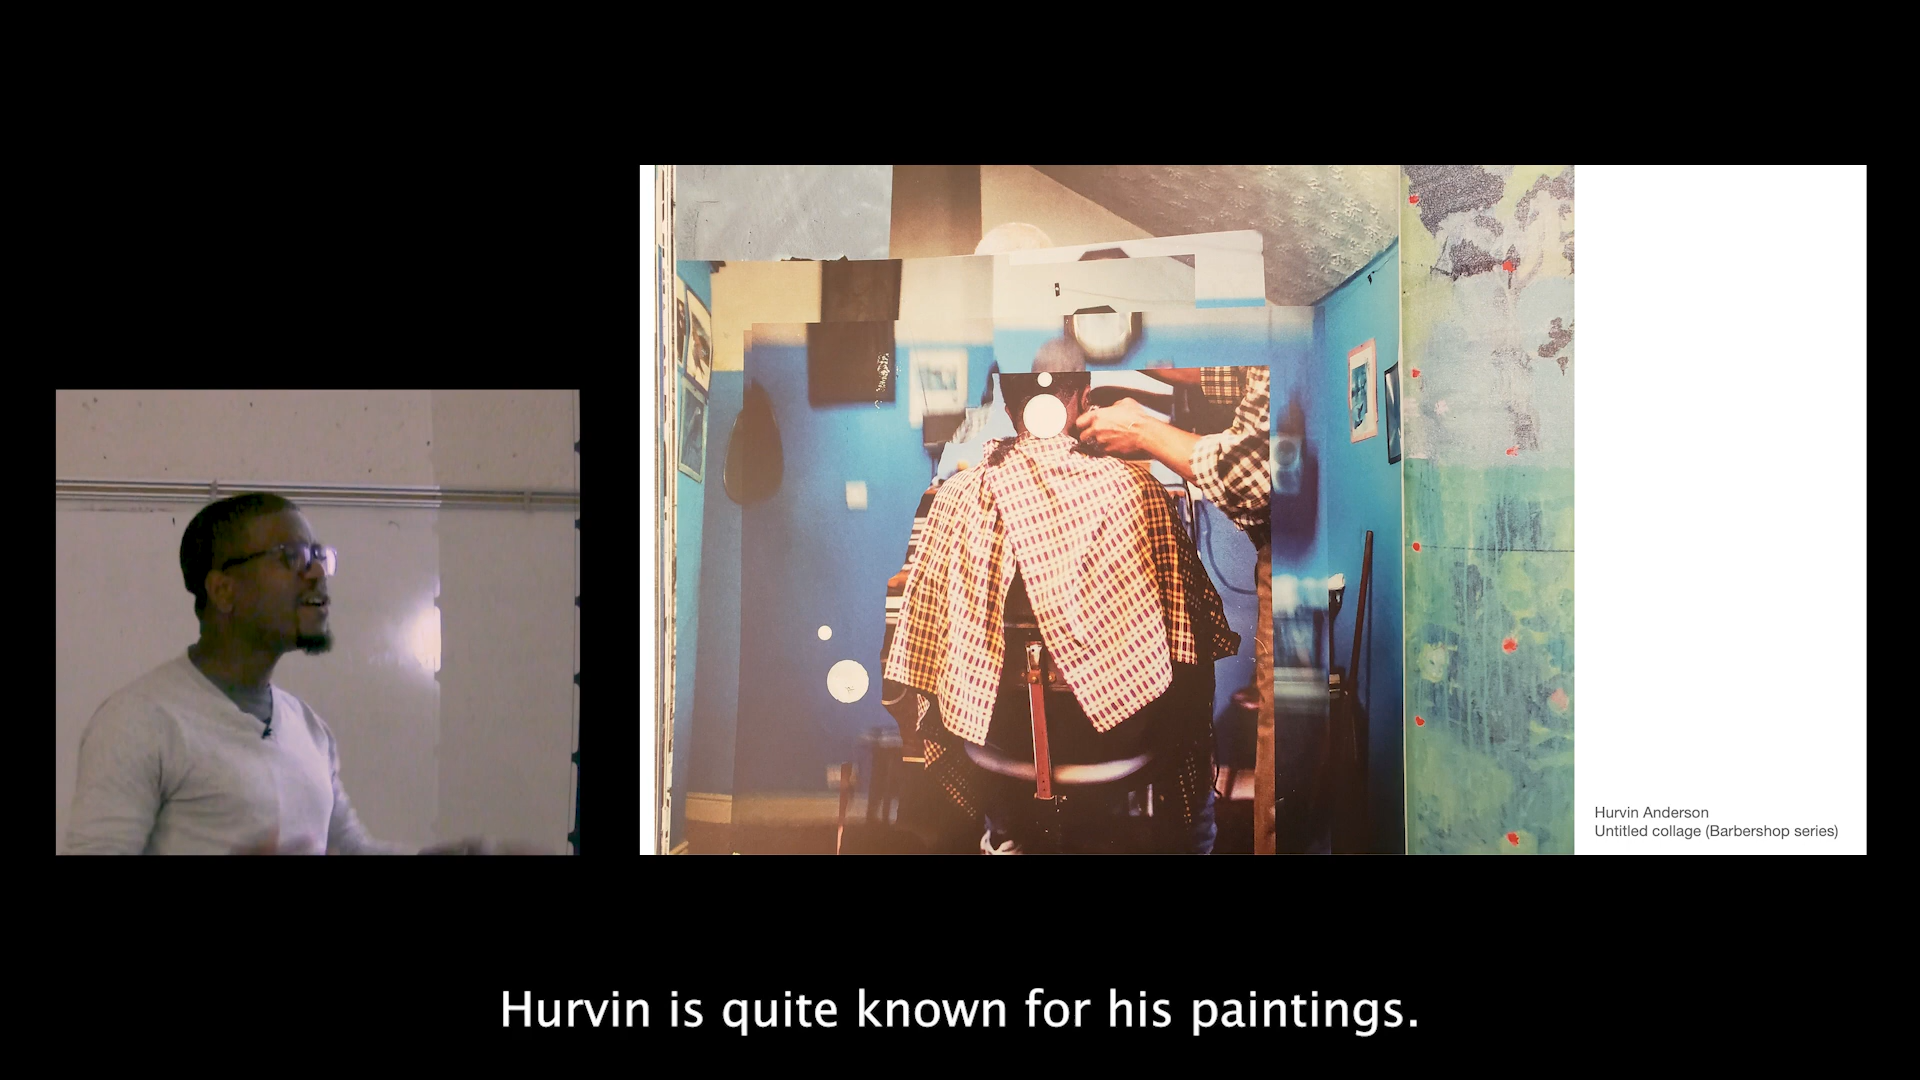 Hurvin Anderson
Untitled collage (Barbershop series)
Hurvin is quite known for his paintings.